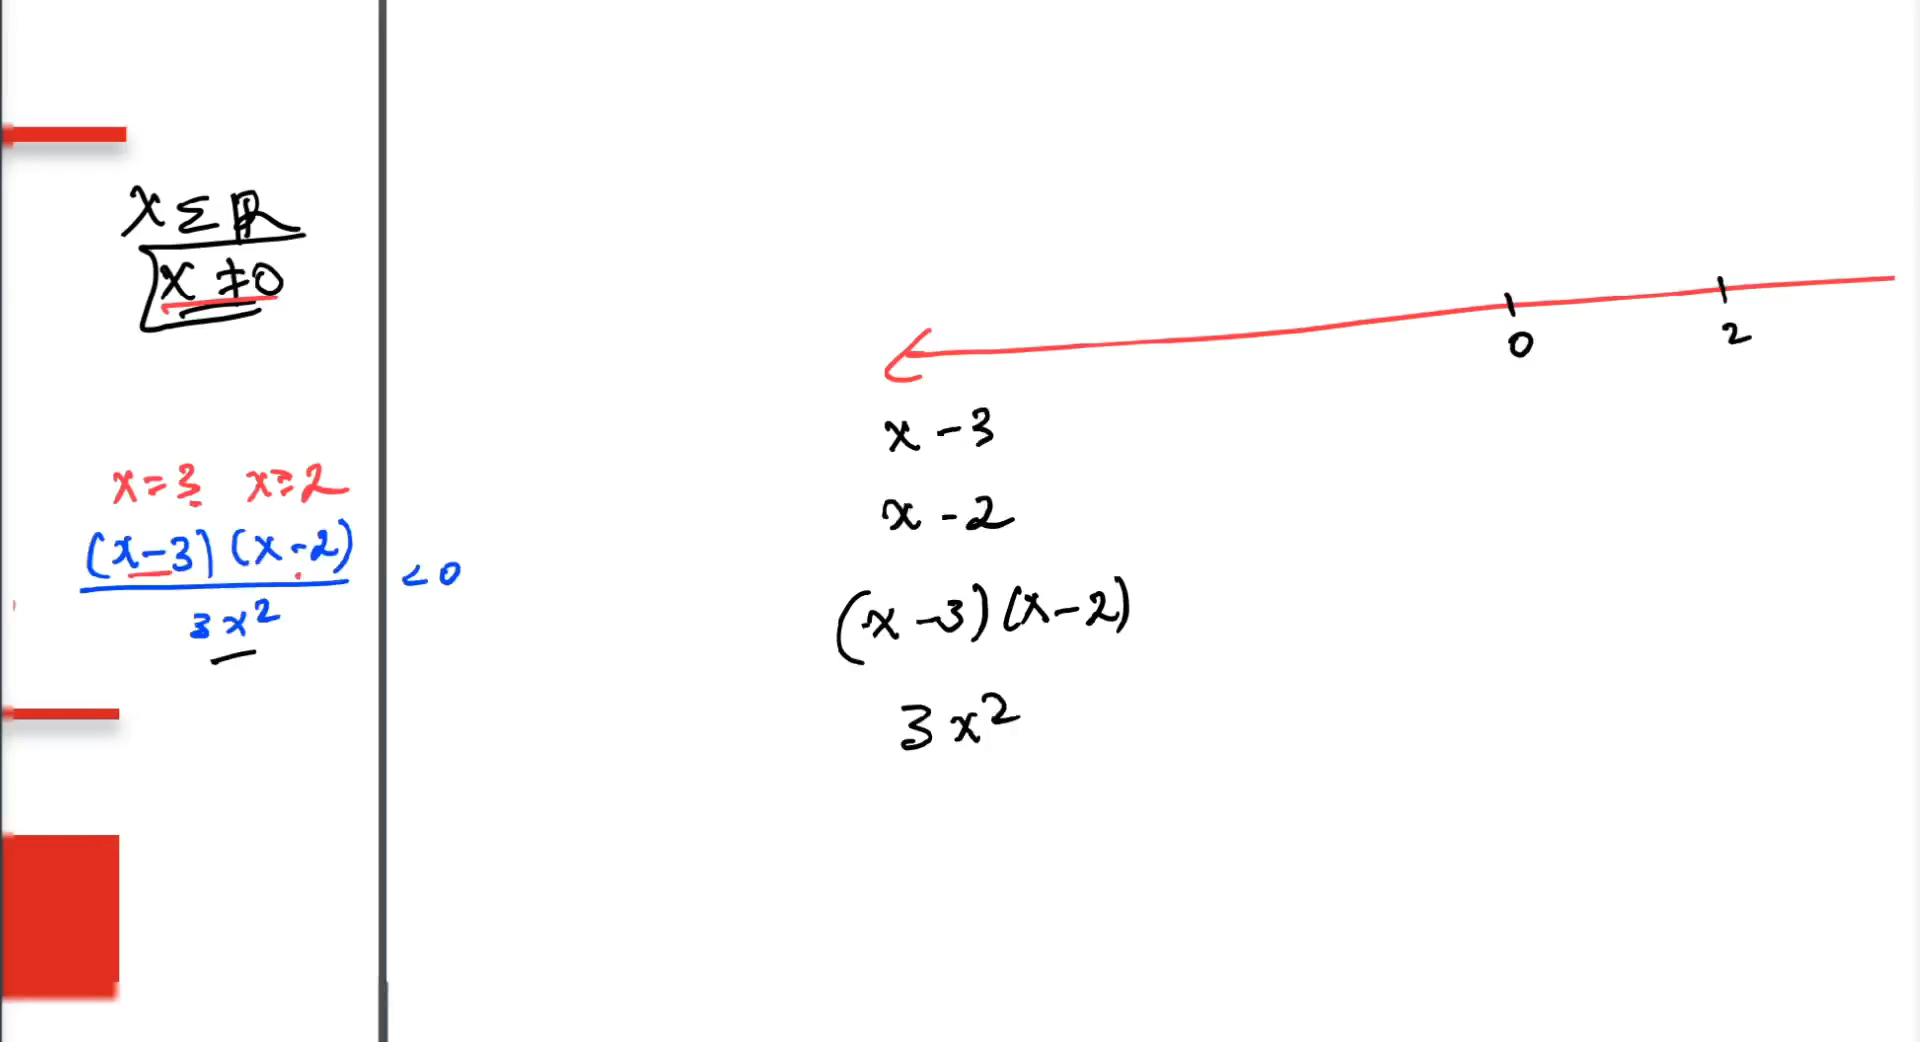 x ∈ ℝ
x ≠ 0
x = 3 x = 2
(x-3)(x-2)
3x² < 0
0 2
x - 3
x - 2
(x-3)(x-2)
3x²